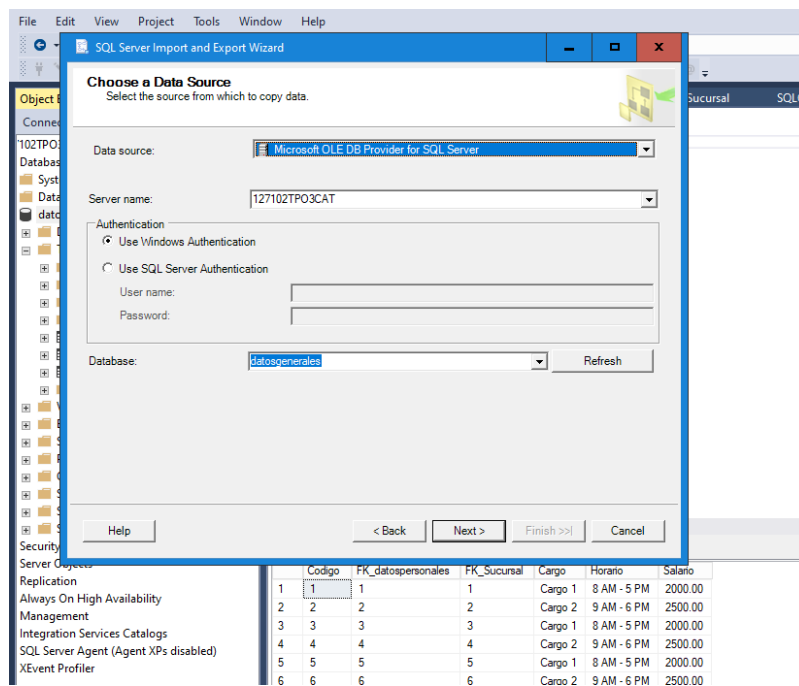 File Edit View Project Tools Window Help
SQL Server Import and Export Wizard
Choose a Data Source
Select the source from which to copy data.
Object
Sucursal
Data source: Microsoft OLE DB Provider for SQL Server
Server name: 127102TPO3CAT
Authentication
Use Windows Authentication
Use SQL Server Authentication
User name:
Password:
Database: datosgenerales Refresh
Help < Back Next > Finish >>| Cancel
Security
Server Objects
Replication
Always On High Availability
Management
Integration Services Catalogs
SQL Server Agent (Agent XPs disabled)
XEvent Profiler
Codigo FK_datospersonales FK_Sucursal Cargo Horario Salario
1 1 1 1 Cargo 1 8 AM - 5 PM 2000.00
2 2 2 2 Cargo 2 9 AM - 6 PM 2500.00
3 3 3 3 Cargo 1 8 AM - 5 PM 2000.00
4 4 4 4 Cargo 2 9 AM - 6 PM 2500.00
5 5 5 5 Cargo 1 8 AM - 5 PM 2000.00
6 6 6 6 Cargo 2 9 AM - 6 PM 2500.00